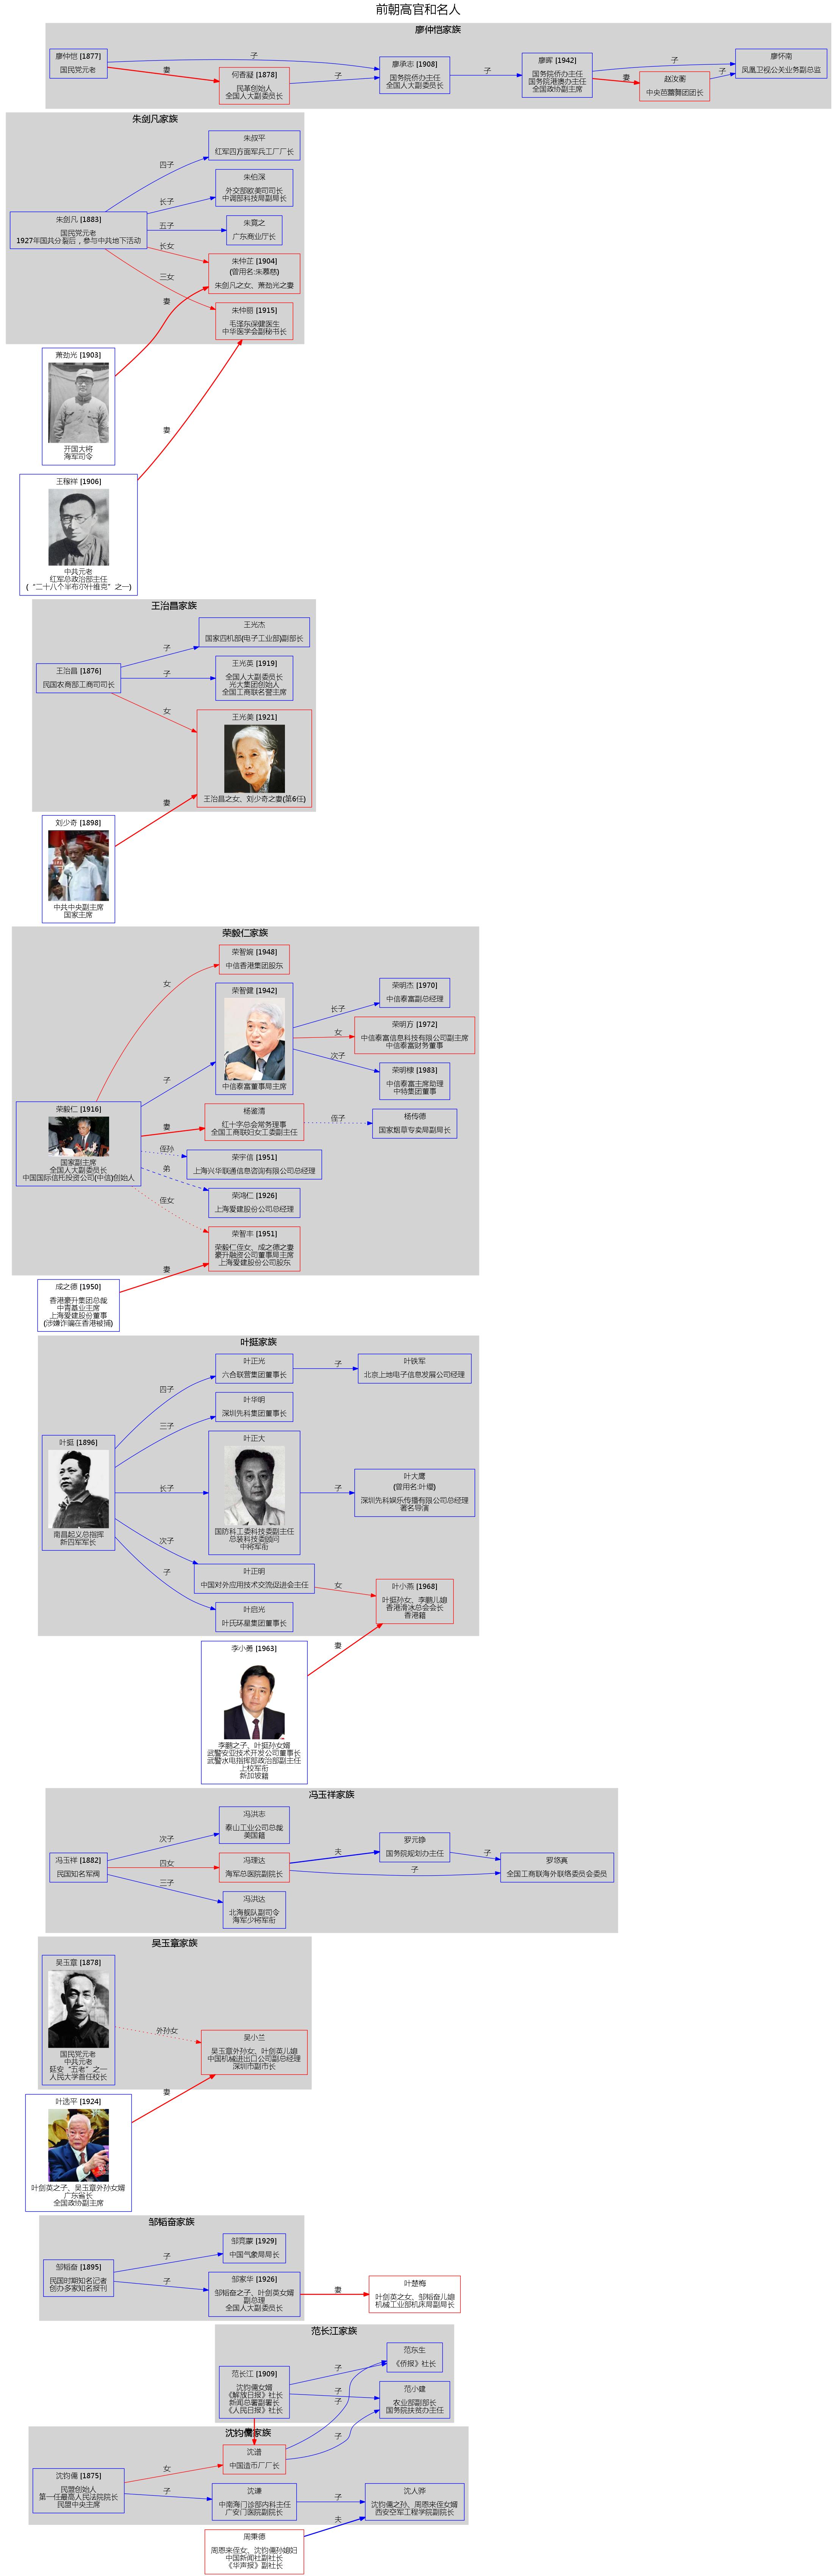 前朝高官和名人
廖仲恺家族
廖仲恺 [1877]
国民党元老
子
妻
何香凝 [1878]
民革创始人
全国人大副委员长
子
廖承志 [1908]
国务院侨办主任
全国人大副委员长
子
廖晖 [1942]
国务院侨办主任
国务院港澳办主任
全国政协副主席
子
妻
赵汝蘅
中央芭蕾舞团团长
子
廖怀南
凤凰卫视公关业务副总监
朱剑凡家族
朱叔平
红军四方面军兵工厂厂长
四子
朱伯深
外交部欧美司司长
中调部科技局副局长
长子
朱剑凡 [1883]
国民党元老
1927年国共分裂后，参与中共地下活动
五子
朱霓之
广东商业厅长
长女
朱仲芷 [1904]
(曾用名:朱慕慈)
朱剑凡之女、萧劲光之妻
三女
妻
朱仲丽 [1915]
毛泽东保健医生
中华医学会副秘书长
萧劲光 [1903]
开国大将
海军司令
妻
王稼祥 [1906]
中共元老
红军总政治部主任
(“二十八个半布尔什维克”之一)
王治昌家族
王光杰
国家四机部(电子工业部)副部长
子
王治昌 [1876]
民国农商部工商司司长
子
王光英 [1919]
全国人大副委员长
光大集团创始人
全国工商联名誉主席
女
王光美 [1921]
王治昌之女、刘少奇之妻(第6任)
妻
刘少奇 [1898]
中共中央副主席
国家主席
荣毅仁家族
荣智婉 [1948]
中信香港集团股东
女
荣智健 [1942]
中信泰富董事局主席
长子
荣明杰 [1970]
中信泰富副总经理
女
荣明方 [1972]
中信泰富信息科技有限公司副主席
中信泰富财务董事
次子
荣明棣 [1983]
中信泰富主席助理
中特集团董事
子
荣毅仁 [1916]
国家副主席
全国人大副委员长
中国国际信托投资公司(中信)创始人
妻
杨鉴清
红十字总会常务理事
全国工商联妇女工委副主任
侄子
杨传德
国家烟草专卖局副局长
侄孙
荣宇信 [1951]
上海兴华联通信息咨询有限公司总经理
弟
荣鸿仁 [1926]
上海爱建股份公司总经理
侄女
荣智丰 [1951]
荣毅仁侄女、成之德之妻
豪升融资公司董事局主席
上海爱建股份公司股东
妻
成之德 [1950]
香港豪升集团总裁
中青基业主席
上海爱建股份董事
(涉嫌诈骗在香港被捕)
叶挺家族
叶正光
六合联营集团董事长
子
叶铁军
北京上地电子信息发展公司经理
四子
叶华明
深圳先科集团董事长
三子
叶挺 [1896]
南昌起义总指挥
新四军军长
长子
叶正大
国防科工委科技委副主任
总装科技委顾问
中将军衔
子
叶大鹰
(曾用名:叶缨)
深圳先科娱乐传播有限公司总经理
著名导演
次子
叶正明
中国对外应用技术交流促进会主任
女
叶小燕 [1968]
叶挺孙女、李鹏儿媳
香港滑冰总会会长
香港籍
子
叶启光
叶氏环星集团董事长
妻
李小勇 [1963]
李鹏之子、叶挺孙女婿
武警安亚技术开发公司董事长
武警水电指挥部政治部副主任
上校军衔
新加坡籍
冯玉祥家族
冯洪志
泰山工业公司总裁
美国籍
次子
冯玉祥 [1882]
民国知名军阀
四女
冯理达
海军总医院副院长
夫
罗元铮
国务院规划办主任
子
子
罗悠真
全国工商联海外联络委员会委员
三子
冯洪达
北海舰队副司令
海军少将军衔
吴玉章家族
吴玉章 [1878]
国民党元老
中共元老
延安“五老”之一
人民大学首任校长
外孙女
吴小兰
吴玉章外孙女、叶剑英儿媳
中国机械进出口公司副总经理
深圳市副市长
妻
叶选平 [1924]
叶剑英之子、吴玉章外孙女婿
广东省长
全国政协副主席
邹韬奋家族
邹竞蒙 [1929]
中国气象局局长
子
邹韬奋 [1895]
民国时期知名记者
创办多家知名报刊
子
邹家华 [1926]
邹韬奋之子、叶剑英女婿
副总理
全国人大副委员长
妻
叶楚梅
叶剑英之女、邹韬奋儿媳
机械工业部机床局副局长
范长江家族
范东生
《侨报》社长
子
范长江 [1909]
沈钧儒女婿
《解放日报》社长
新闻总署副署长
《人民日报》社长
子
子
范小建
农业部副部长
国务院扶贫办主任
沈钧儒家族
妻
子
沈谱
中国造币厂厂长
女
沈钧儒 [1875]
民盟创始人
第一任最高人民法院院长
民盟中央主席
子
沈谦
中南海门诊部内科主任
广安门医院副院长
子
沈人骅
沈钧儒之孙、周恩来侄女婿
西安空军工程学院副院长
夫
周秉德
周恩来侄女、沈钧儒孙媳妇
中国新闻社副社长
《华声报》副社长